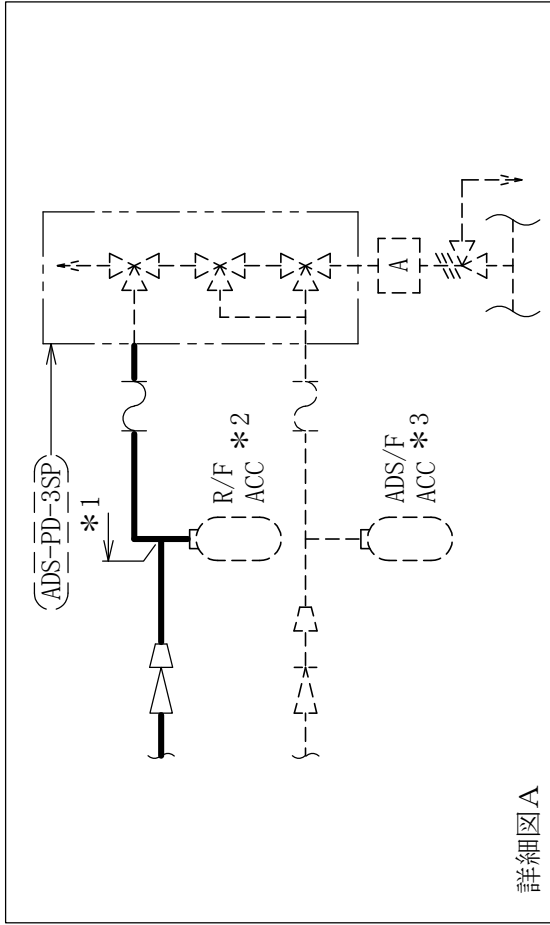 ADS-PD-3SP
*1
R/F *2
ACC
ADS/F
ACC *3
A
詳細図A